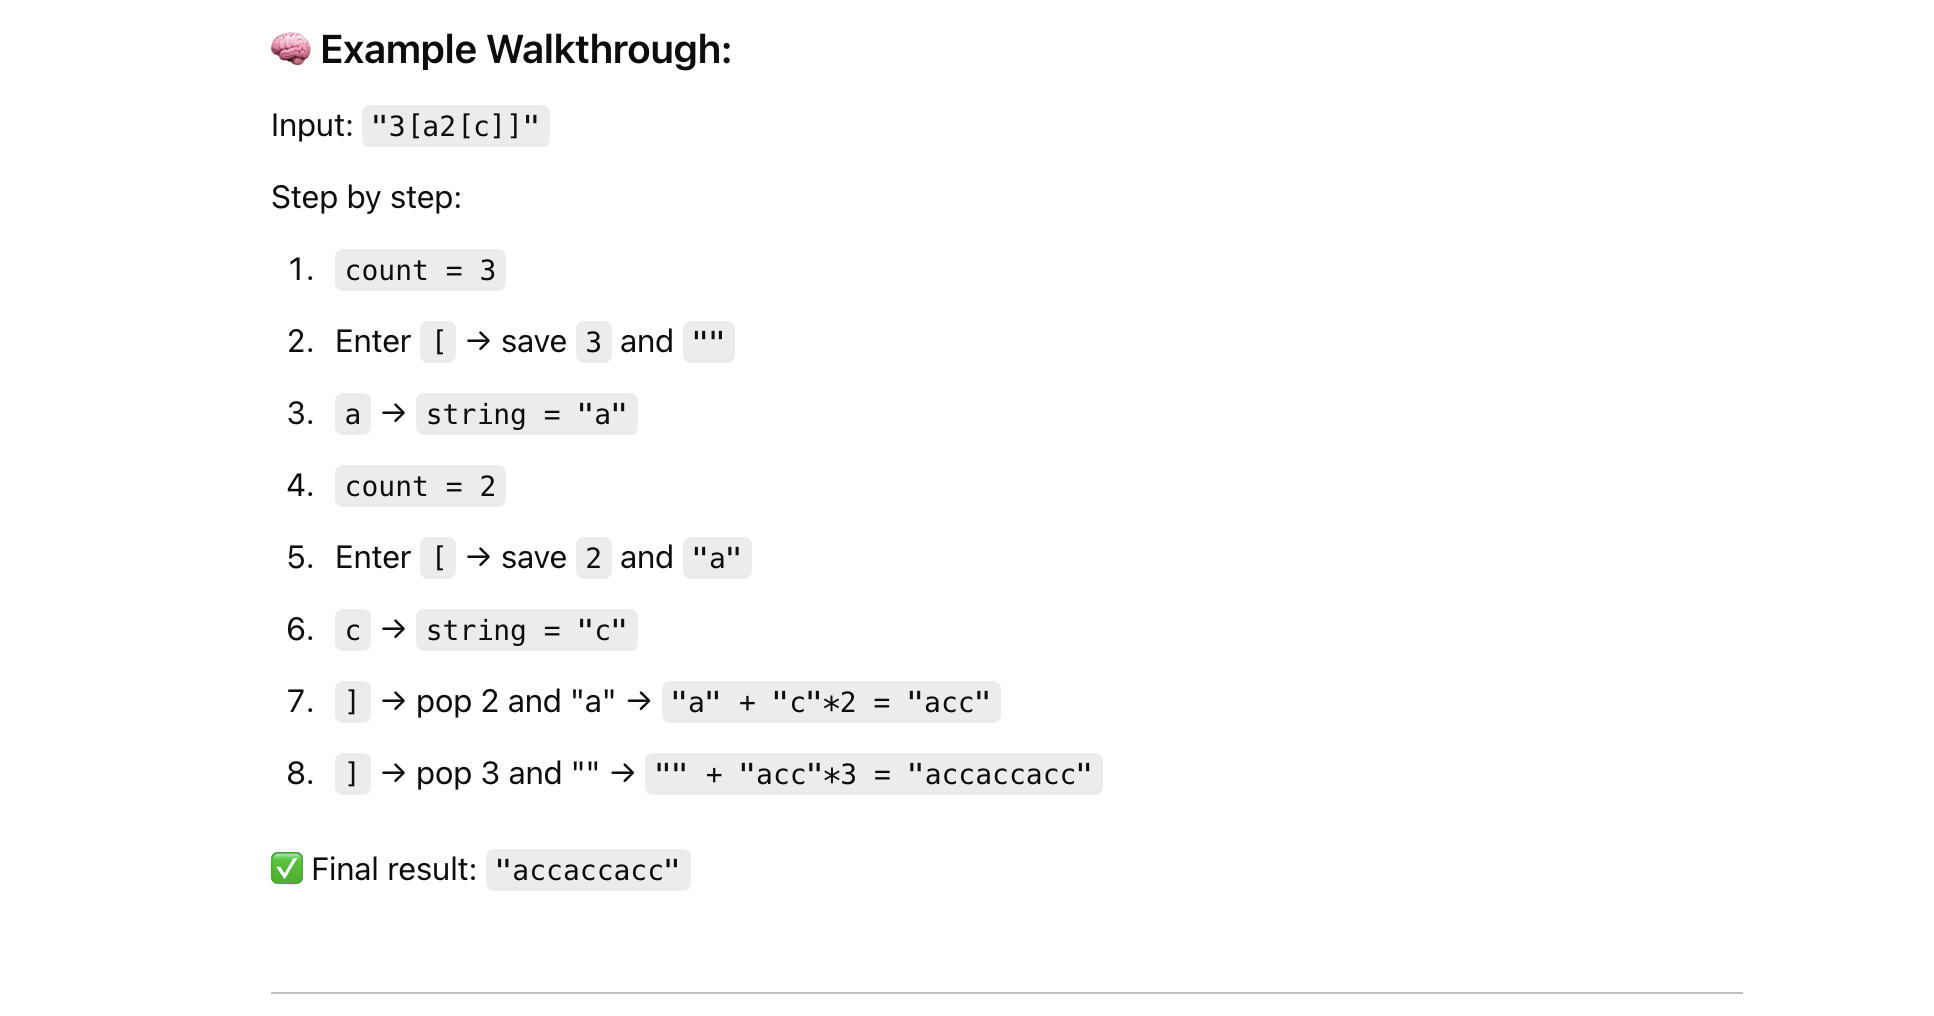 🧠 Example Walkthrough:
Input: "3[a2[c]]"
Step by step:
1. count = 3
2. Enter [ → save 3 and ""
3. a → string = "a"
4. count = 2
5. Enter [ → save 2 and "a"
6. c → string = "c"
7. ] → pop 2 and "a" → "a" + "c"*2 = "acc"
8. ] → pop 3 and "" → "" + "acc"*3 = "accaccacc"
✅ Final result: "accaccacc"